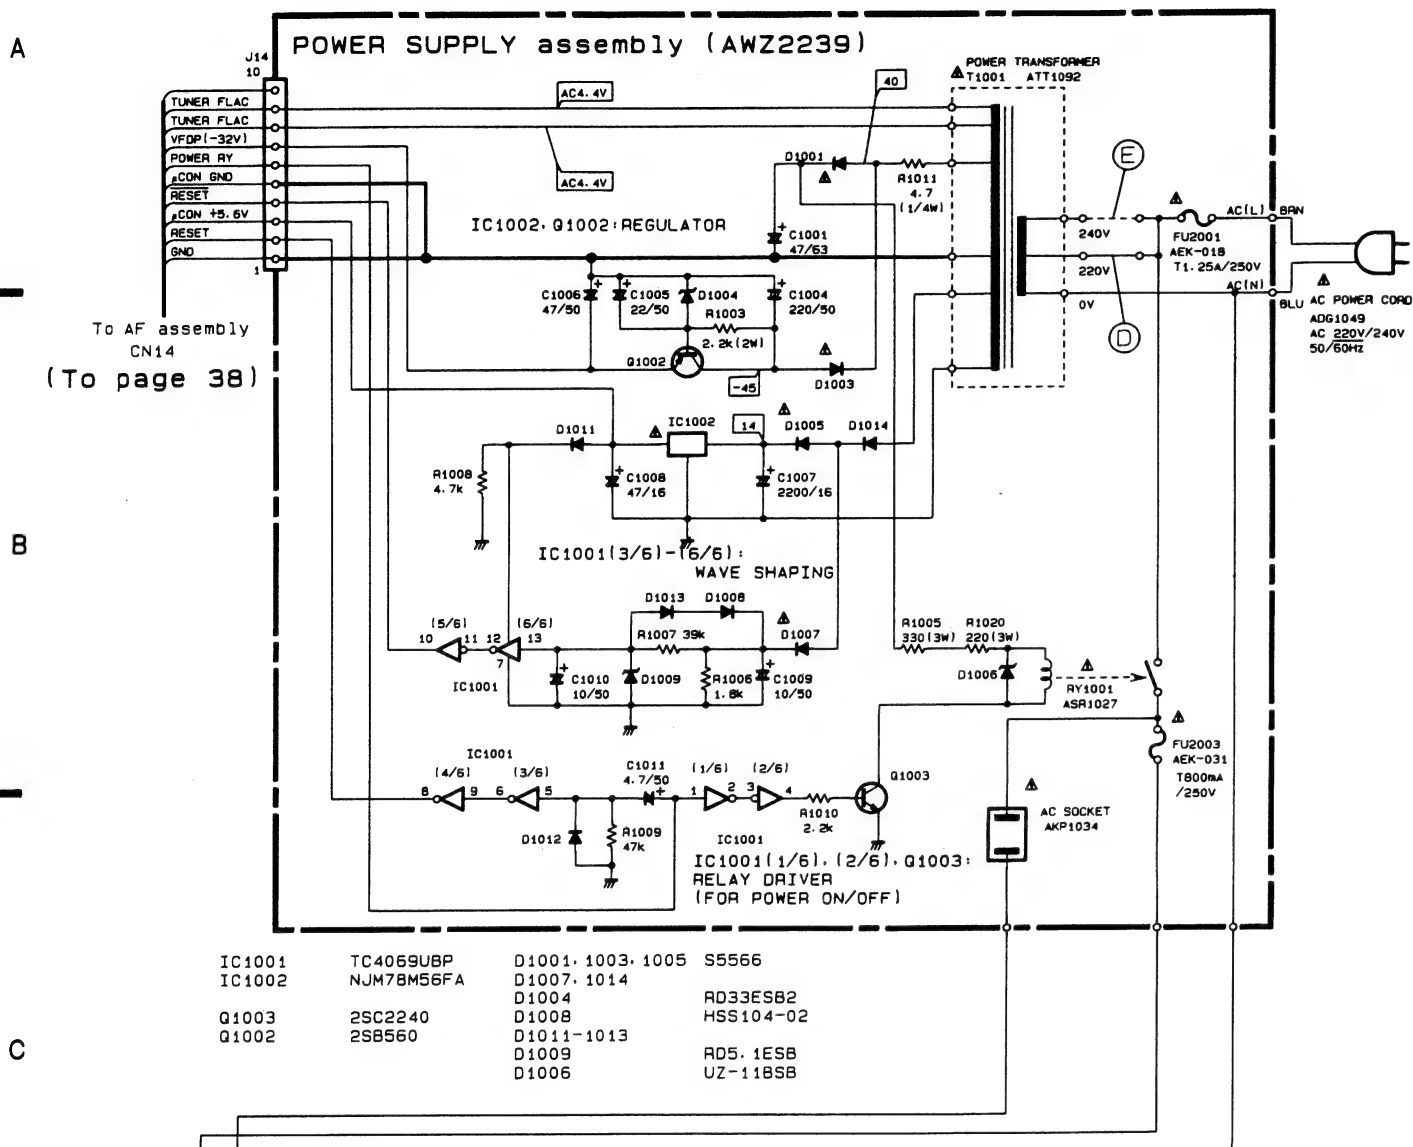 A
POWER SUPPLY assembly (AWZ2239)
J14
10
TUNER FLAC
TUNER FLAC
VFDP(-32V)
POWER RY
μCON GND
RESET
μCON +5.6V
RESET
GND
1
To AF assembly
CN14
(To page 38)
AC4.4V
AC4.4V
40
POWER TRANSFORMER
T1001 ATT1092
D1001
R1011
4.7
(1/4W)
IC1002, Q1002: REGULATOR
C1001
47/63
C1006
47/50
C1005
22/50
D1004
R1003
2.2k(2W)
C1004
220/50
Q1002
-45
D1003
E
240V
220V
0V
D
FU2001
AEK-018
T1.25A/250V
AC(L)
BRN
AC(N)
BLU
AC POWER CORD
ADG1049
AC 220V/240V
50/60Hz
D1011
IC1002
14
D1005
D1014
R1008
4.7k
C1008
47/16
C1007
2200/16
B
IC1001(3/6)-(6/6):
WAVE SHAPING
D1013
D1008
(5/6)
(6/6)
10
11
12
13
7
IC1001
R1007 39k
D1007
C1010
10/50
D1009
R1006
1.8k
C1009
10/50
R1005
330(3W)
R1020
220(3W)
D1006
RY1001
ASR1027
IC1001
(4/6)
(3/6)
8
9
6
5
C1011
4.7/50
(1/6)
(2/6)
1
2
3
4
Q1003
D1012
R1009
47k
IC1001
R1010
2.2k
FU2003
AEK-031
T800mA
/250V
AC SOCKET
AKP1034
IC1001(1/6), (2/6), Q1003:
RELAY DRIVER
(FOR POWER ON/OFF)
IC1001 TC4069UBP D1001, 1003, 1005 S5566
IC1002 NJM78M56FA D1007, 1014
D1004 RD33ESB2
Q1003 2SC2240 D1008 HSS104-02
Q1002 2SB560 D1011-1013
D1009 RD5.1ESB
D1006 UZ-11BSB
C